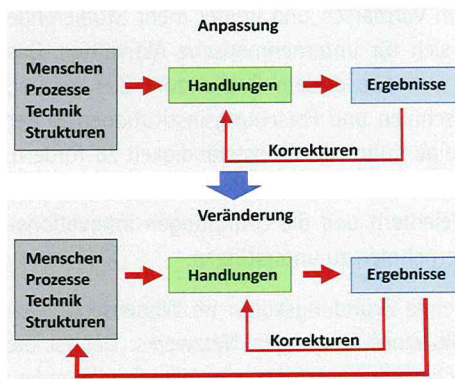 Anpassung
Menschen
Prozesse
Technik
Strukturen
Handlungen
Ergebnisse
Korrekturen
Veränderung
Menschen
Prozesse
Technik
Strukturen
Handlungen
Ergebnisse
Korrekturen